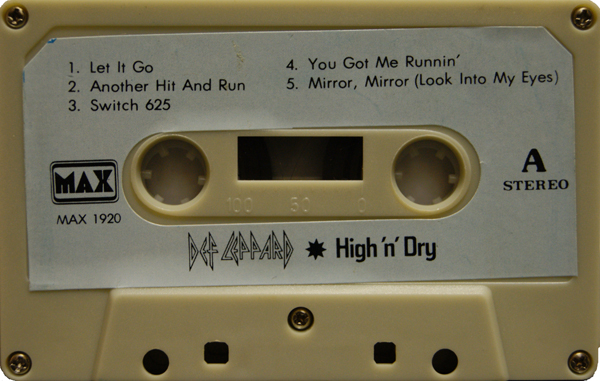 1. Let It Go
2. Another Hit And Run
3. Switch 625
4. You Got Me Runnin'
5. Mirror, Mirror (Look Into My Eyes)
MAX
MAX 1920
A
STEREO
100 50 0
DEF LEPPARD ✷ High 'n' Dry